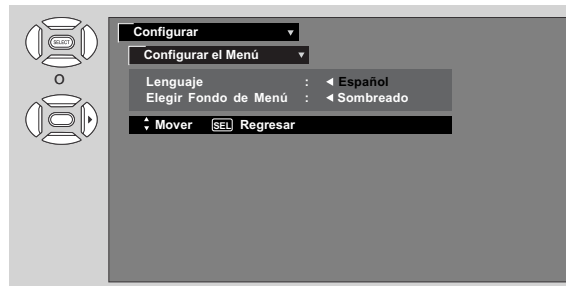 SELECT
O
Configurar
Configurar el Menú
Lenguaje : Español
Elegir Fondo de Menú : Sombreado
Mover SEL Regresar